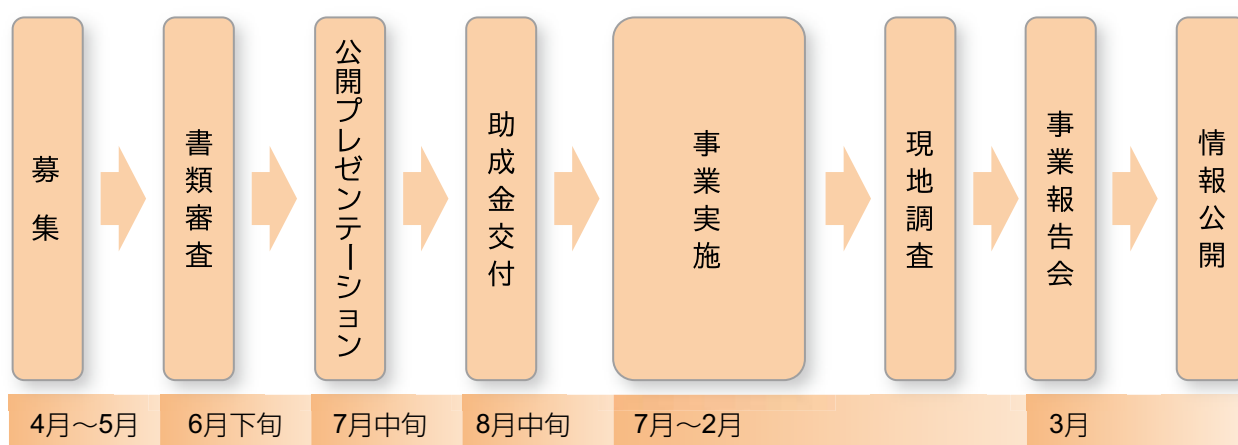 募集
書類審査
公開プレゼンテーション
助成金交付
事業実施
現地調査
事業報告会
情報公開
4月～5月
6月下旬
7月中旬
8月中旬
7月～2月
3月